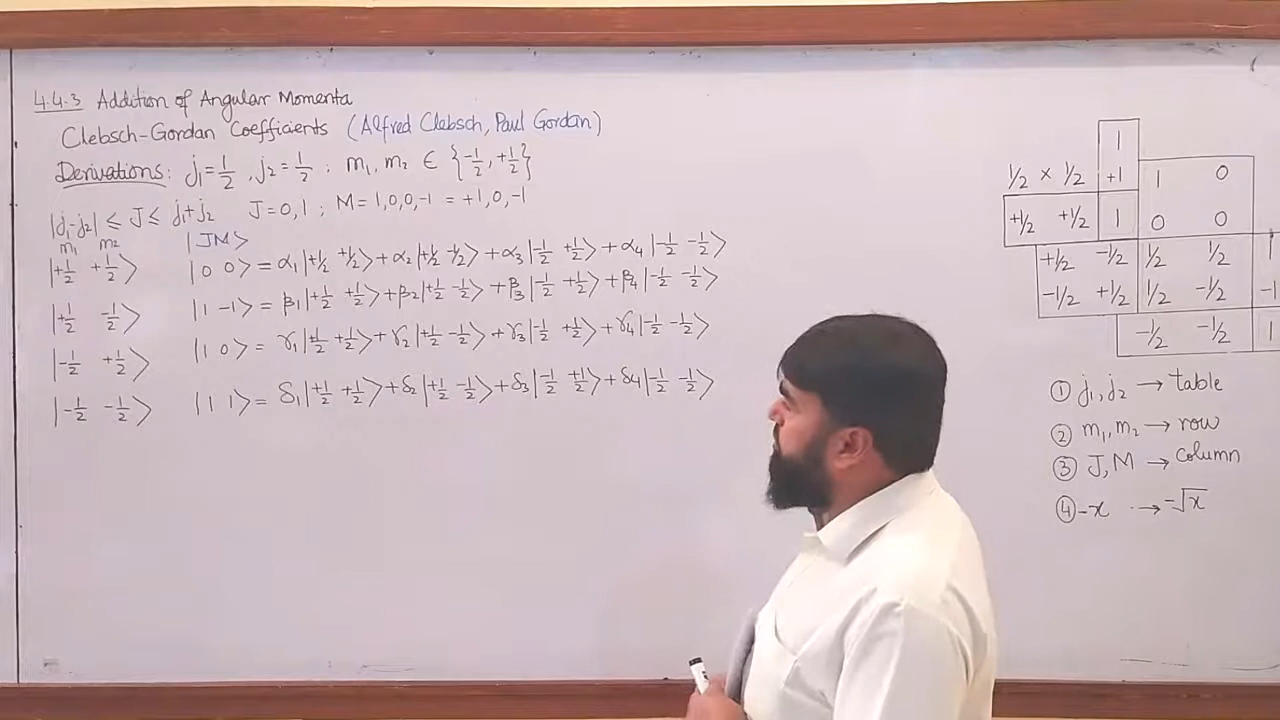 4.4.3 Addition of Angular Momenta
Clebsch-Gordan Coefficients (Alfred Clebsch, Paul Gordan)
Derivations: j₁=1/2, j₂=1/2 ; m₁, m₂ ∈ {-1/2, +1/2}
|j₁-j₂| ≤ J ≤ j₁+j₂ J=0,1 ; M=1,0,0,-1 = +1,0,-1
m₁ m₂ |JM>
|+1/2 +1/2> |0 0> = α₁|+1/2 +1/2> + α₂|+1/2 -1/2> + α₃|-1/2 +1/2> + α₄|-1/2 -1/2>
|1 -1> = β₁|+1/2 +1/2> + β₂|+1/2 -1/2> + β₃|-1/2 +1/2> + β₄|-1/2 -1/2>
|+1/2 -1/2>
|1 0> = γ₁|+1/2 +1/2> + γ₂|+1/2 -1/2> + γ₃|-1/2 +1/2> + γ₄|-1/2 -1/2>
|-1/2 +1/2>
|1 1> = δ₁|+1/2 +1/2> + δ₂|+1/2 -1/2> + δ₃|-1/2 +1/2> + δ₄|-1/2 -1/2>
|-1/2 -1/2>
1
1/2 × 1/2 +1 1 0
+1/2 +1/2 1 0 0
+1/2 -1/2 1/2 1/2 1
-1/2 +1/2 1/2 -1/2 -1
-1/2 -1/2 1
① j₁, j₂ → table
② m₁, m₂ → row
③ J, M → column
④ -x → -√x